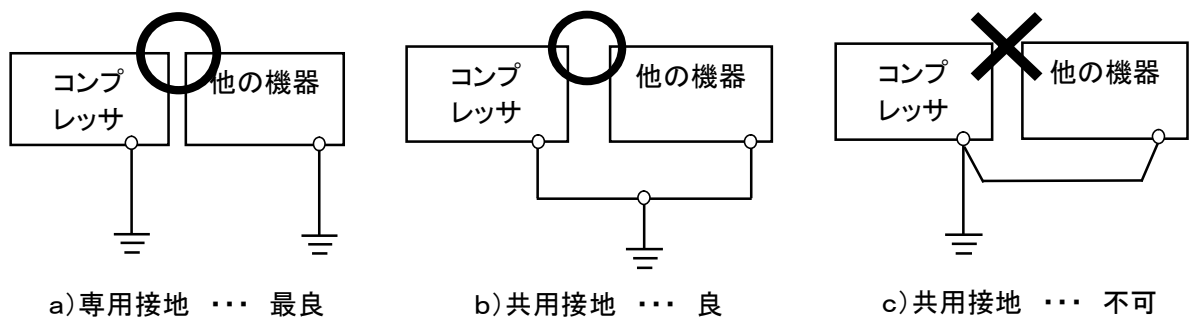 コンプ
レッサ
他の機器
a)専用接地 ・・・ 最良
コンプ
レッサ
他の機器
b)共用接地 ・・・ 良
コンプ
レッサ
他の機器
c)共用接地 ・・・ 不可